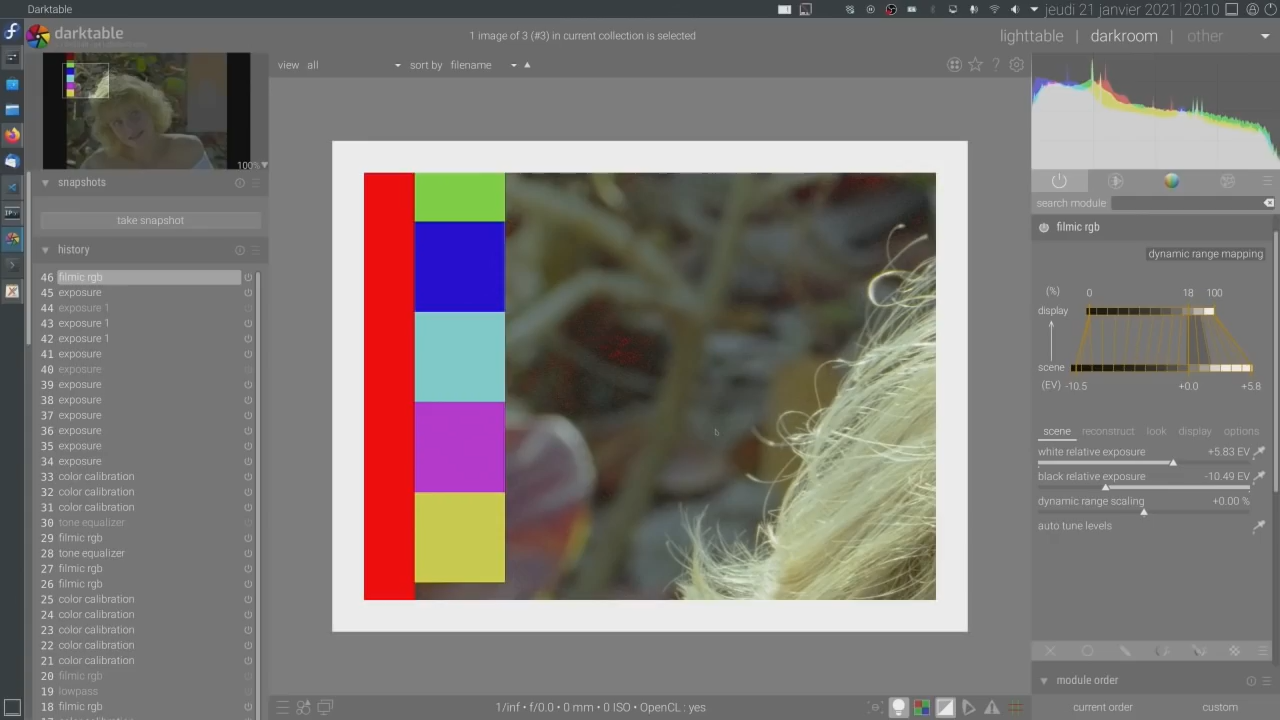 Darktable
jeudi 21 janvier 2021 20:10
darktable
1 image of 3 (#3) in current collection is selected
lighttable | darkroom | other
view all sort by filename
100%
snapshots
take snapshot
history
46 filmic rgb
45 exposure
44 exposure 1
43 exposure 1
42 exposure 1
41 exposure
40 exposure
39 exposure
38 exposure
37 exposure
36 exposure
35 exposure
34 exposure
33 color calibration
32 color calibration
31 color calibration
30 tone equalizer
29 filmic rgb
28 tone equalizer
27 filmic rgb
26 filmic rgb
25 color calibration
24 color calibration
23 color calibration
22 color calibration
21 color calibration
20 filmic rgb
19 lowpass
18 filmic rgb
1/inf • f/0.0 • 0 mm • 0 ISO • OpenCL : yes
search module
filmic rgb
dynamic range mapping
(%) 0 18 100
display
scene
(EV) -10.5 +0.0 +5.8
scene reconstruct look display options
white relative exposure +5.83 EV
black relative exposure -10.49 EV
dynamic range scaling +0.00 %
auto tune levels
module order
current order custom